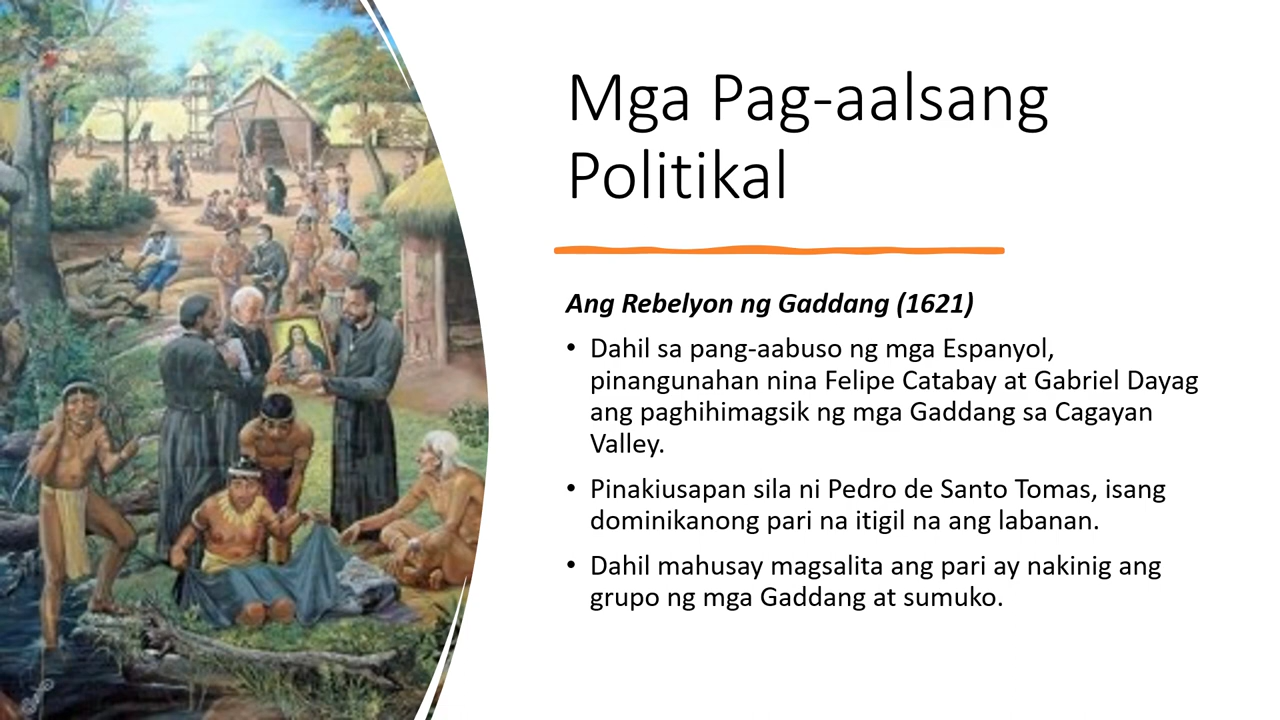 Mga Pag-aalsang
Politikal
Ang Rebelyon ng Gaddang (1621)
• Dahil sa pang-aabuso ng mga Espanyol,
pinangunahan nina Felipe Catabay at Gabriel Dayag
ang paghihimagsik ng mga Gaddang sa Cagayan
Valley.
• Pinakiusapan sila ni Pedro de Santo Tomas, isang
dominikanong pari na itigil na ang labanan.
• Dahil mahusay magsalita ang pari ay nakinig ang
grupo ng mga Gaddang at sumuko.